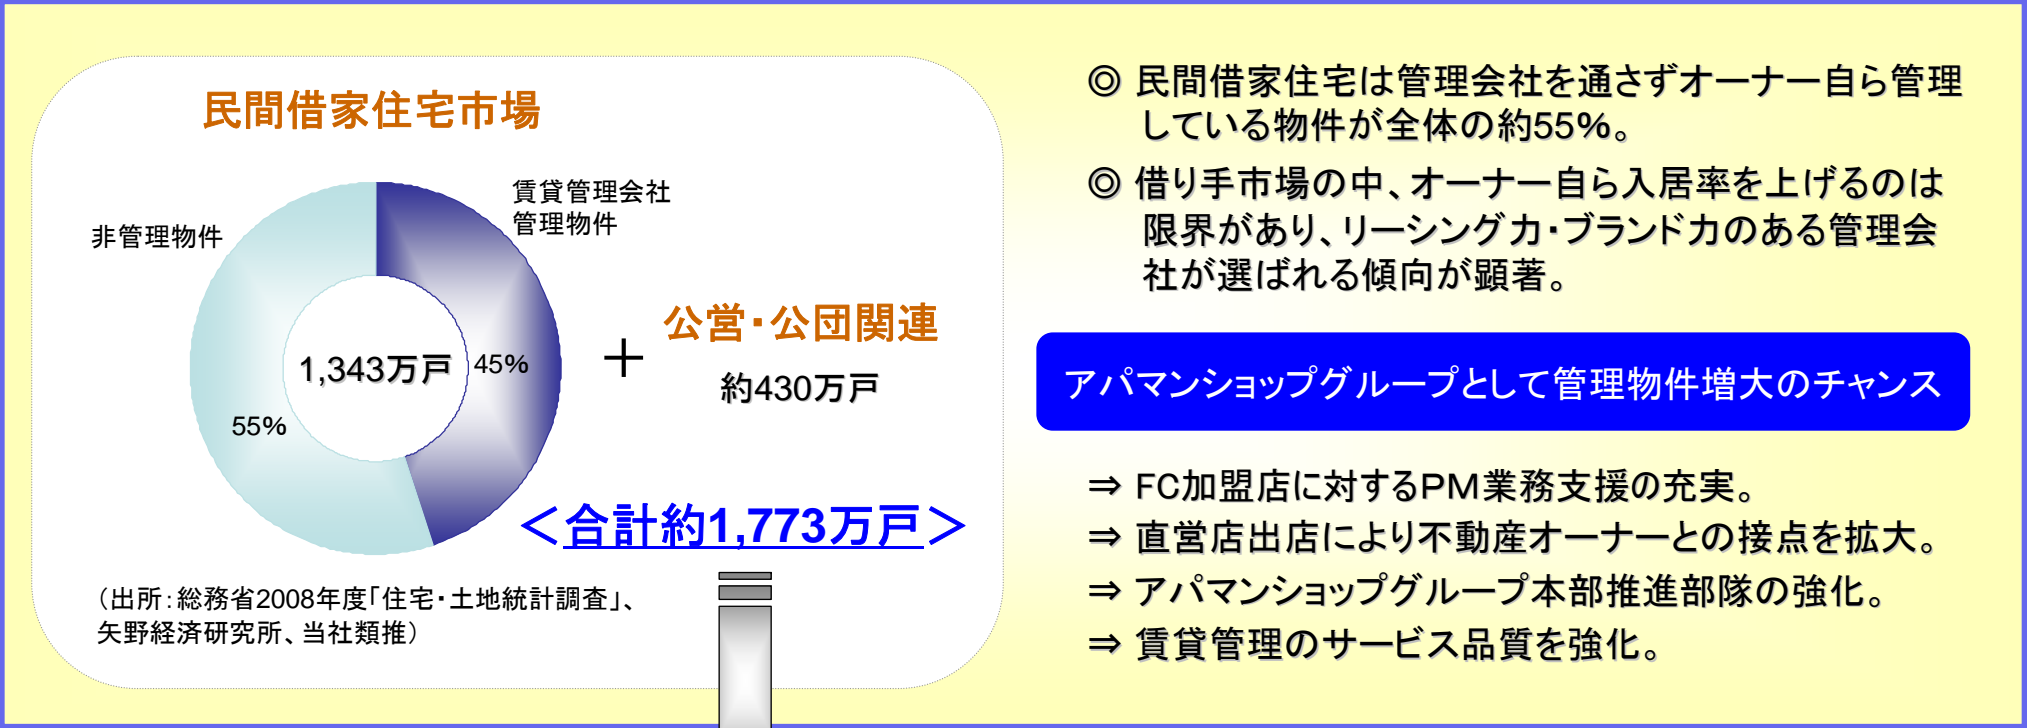 民間借家住宅市場
賃貸管理会社
管理物件
非管理物件
1,343万戸
45%
55%
＋
公営・公団関連
約430万戸
＜合計約1,773万戸＞
（出所：総務省2008年度「住宅・土地統計調査」、
矢野経済研究所、当社類推）
◎ 民間借家住宅は管理会社を通さずオーナー自ら管理
している物件が全体の約55%。
◎ 借り手市場の中、オーナー自ら入居率を上げるのは
限界があり、リーシング力・ブランド力のある管理会
社が選ばれる傾向が顕著。
アパマンショップグループとして管理物件増大のチャンス
⇒ FC加盟店に対するPM業務支援の充実。
⇒ 直営店出店により不動産オーナーとの接点を拡大。
⇒ アパマンショップグループ本部推進部隊の強化。
⇒ 賃貸管理のサービス品質を強化。